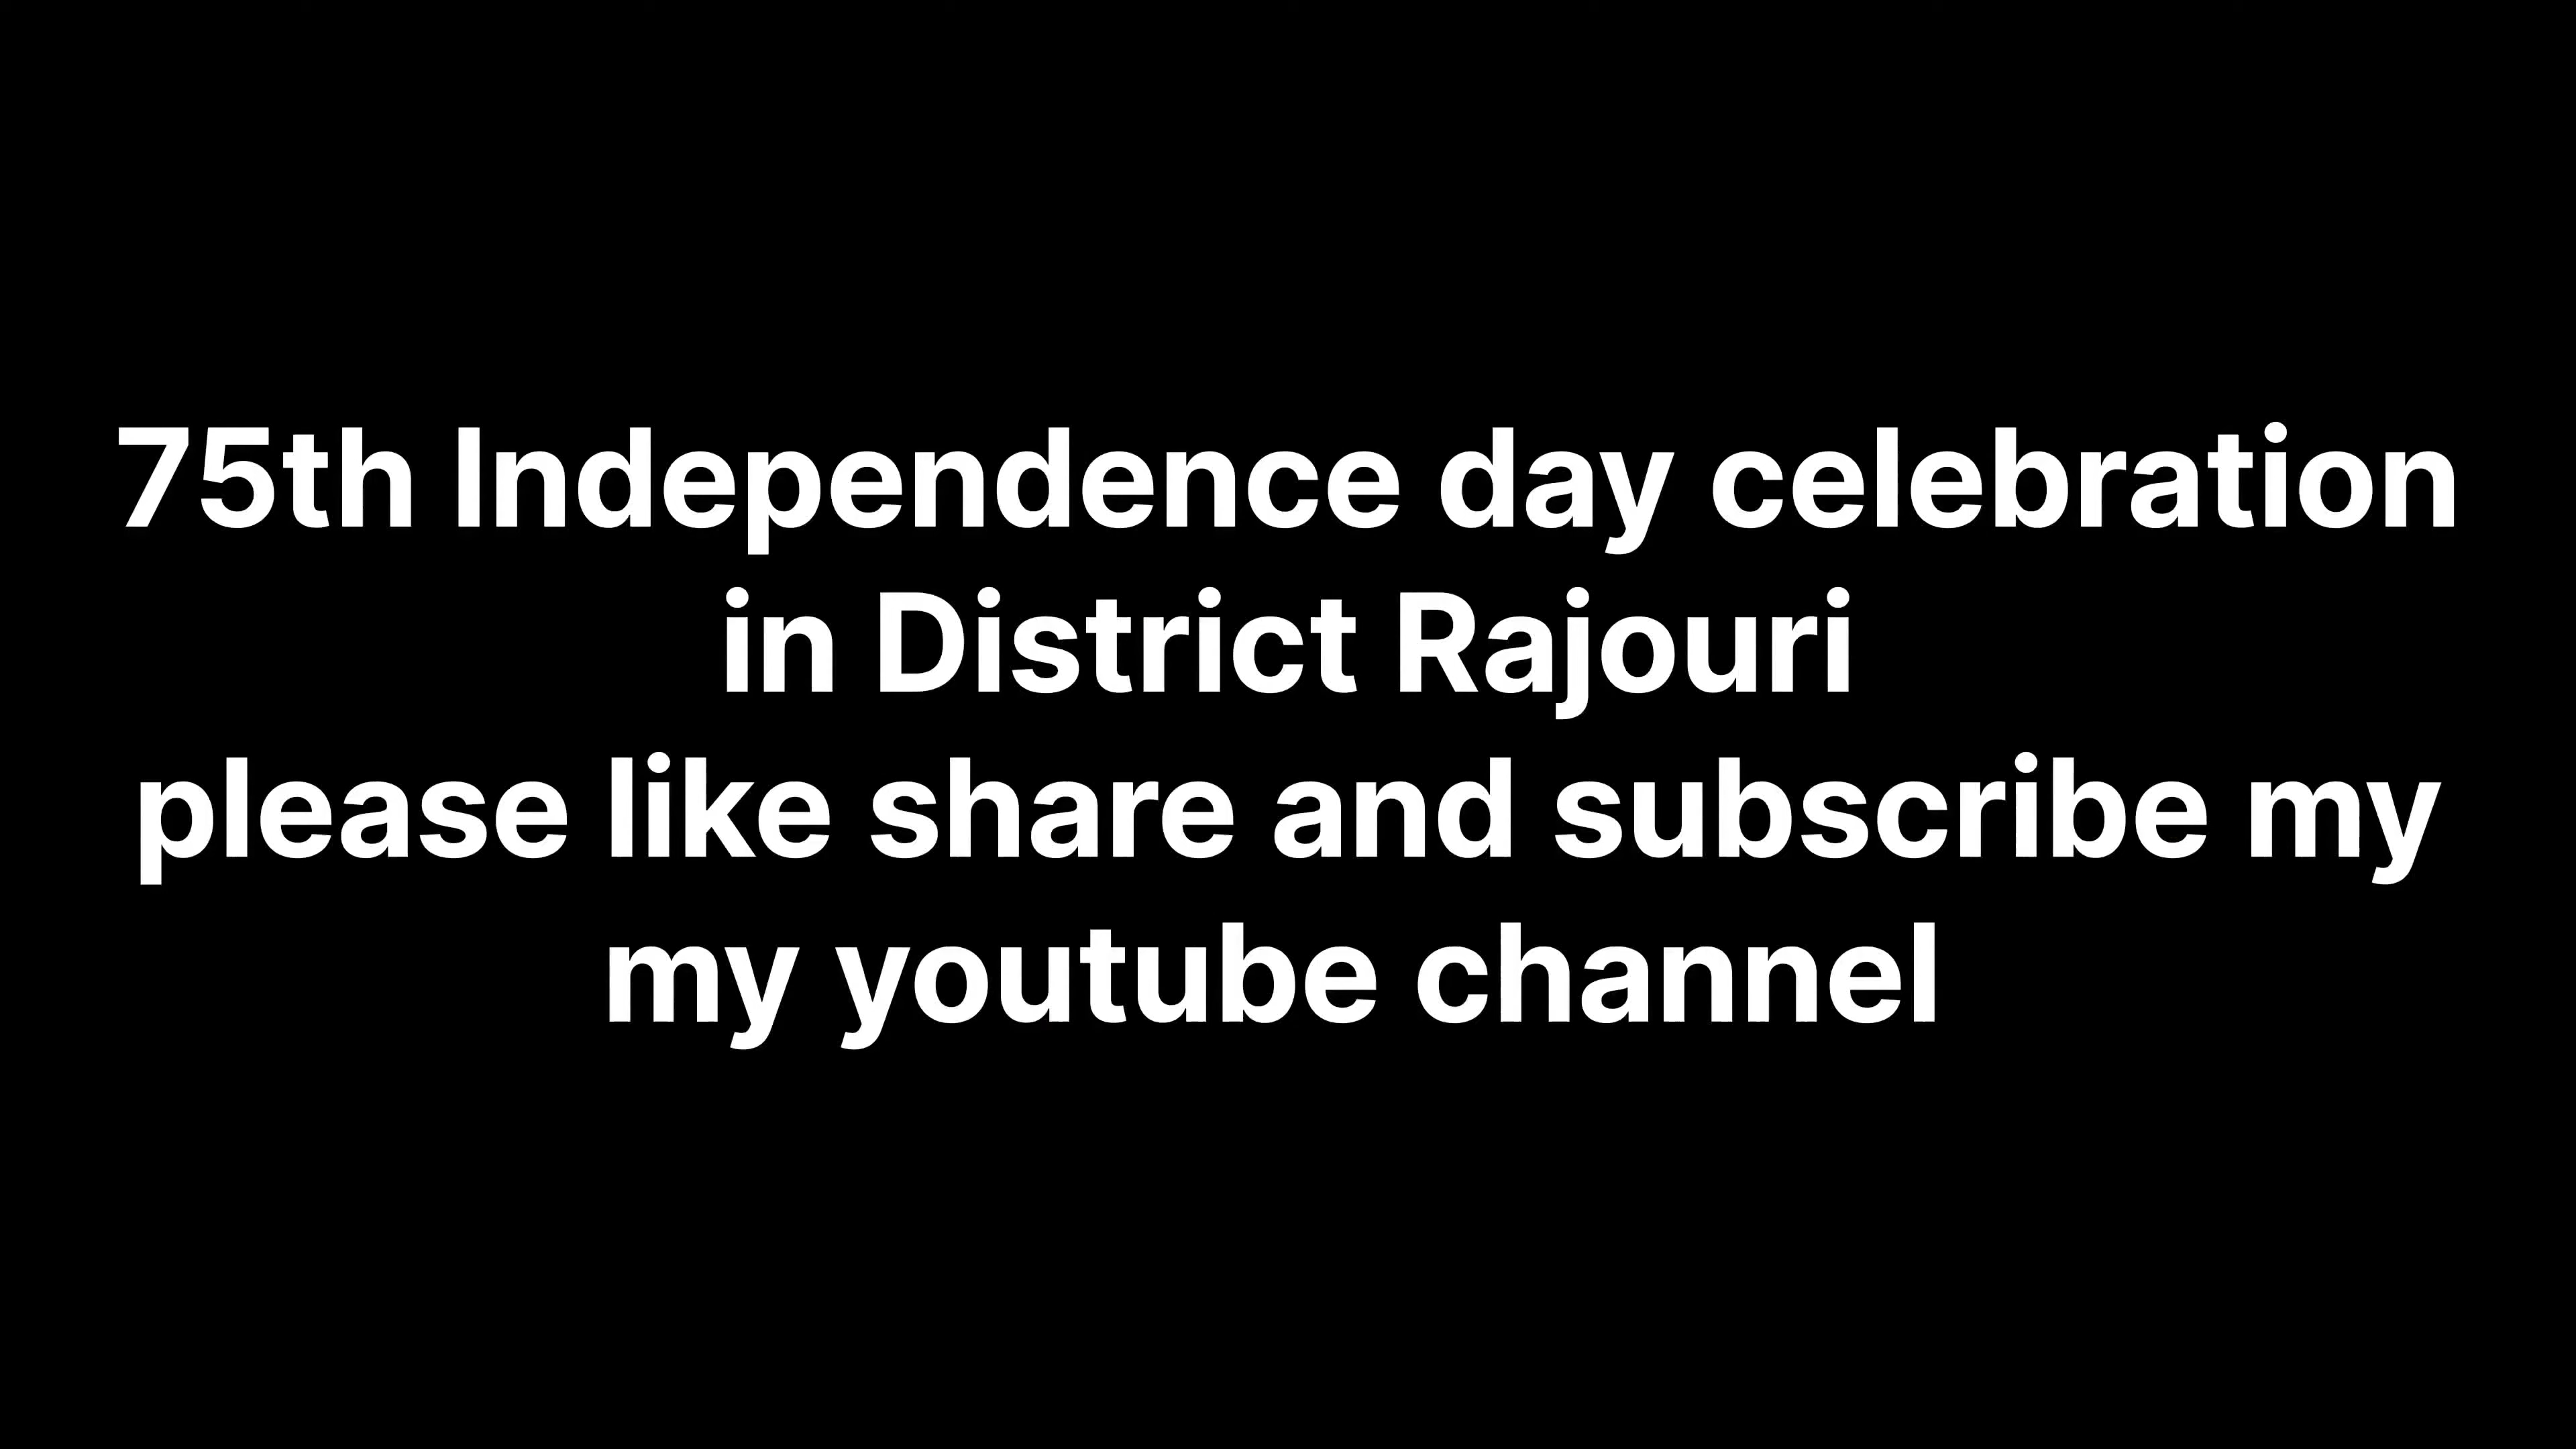 75th Independence day celebration
in District Rajouri
please like share and subscribe my
my youtube channel